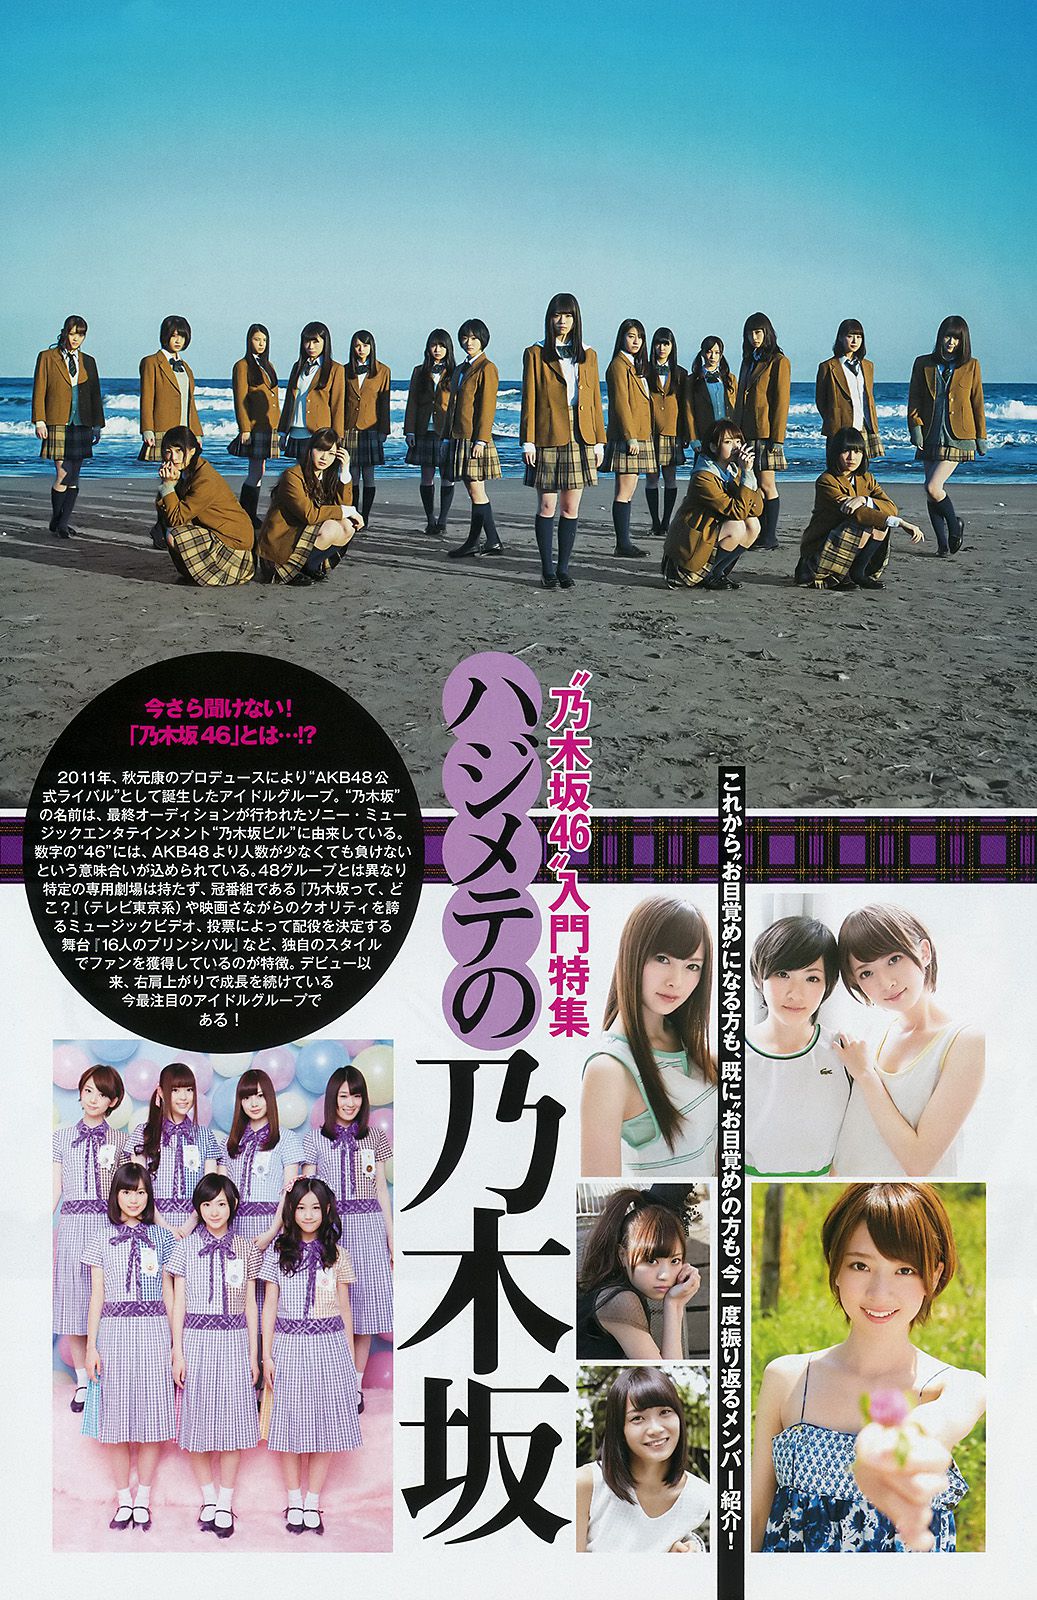 今さら聞けない!
「乃木坂46」とは…!?
2011年、秋元康のプロデュースにより“AKB48公
式ライバル”として誕生したアイドルグループ。“乃木坂”
の名前は、最終オーディションが行われたソニー・ミュー
ジックエンタテインメント“乃木坂ビル”に由来している。
数字の“46”には、AKB48より人数が少なくても負けない
という意味合いが込められている。48グループとは異なり
特定の専用劇場は持たず、冠番組である『乃木坂って、ど
こ?』(テレビ東京系)や映画さながらのクオリティを誇
るミュージックビデオ、投票によって配役を決定する
舞台『16人のプリンシパル』など、独自のスタイル
でファンを獲得しているのが特徴。デビュー以
来、右肩上がりで成長を続けている
今最注目のアイドルグループで
ある!
“乃木坂46”入門特集
ハジメテの乃木坂
これから“お目覚め”になる方も、既に“お目覚め”の方も。今一度振り返るメンバー紹介!